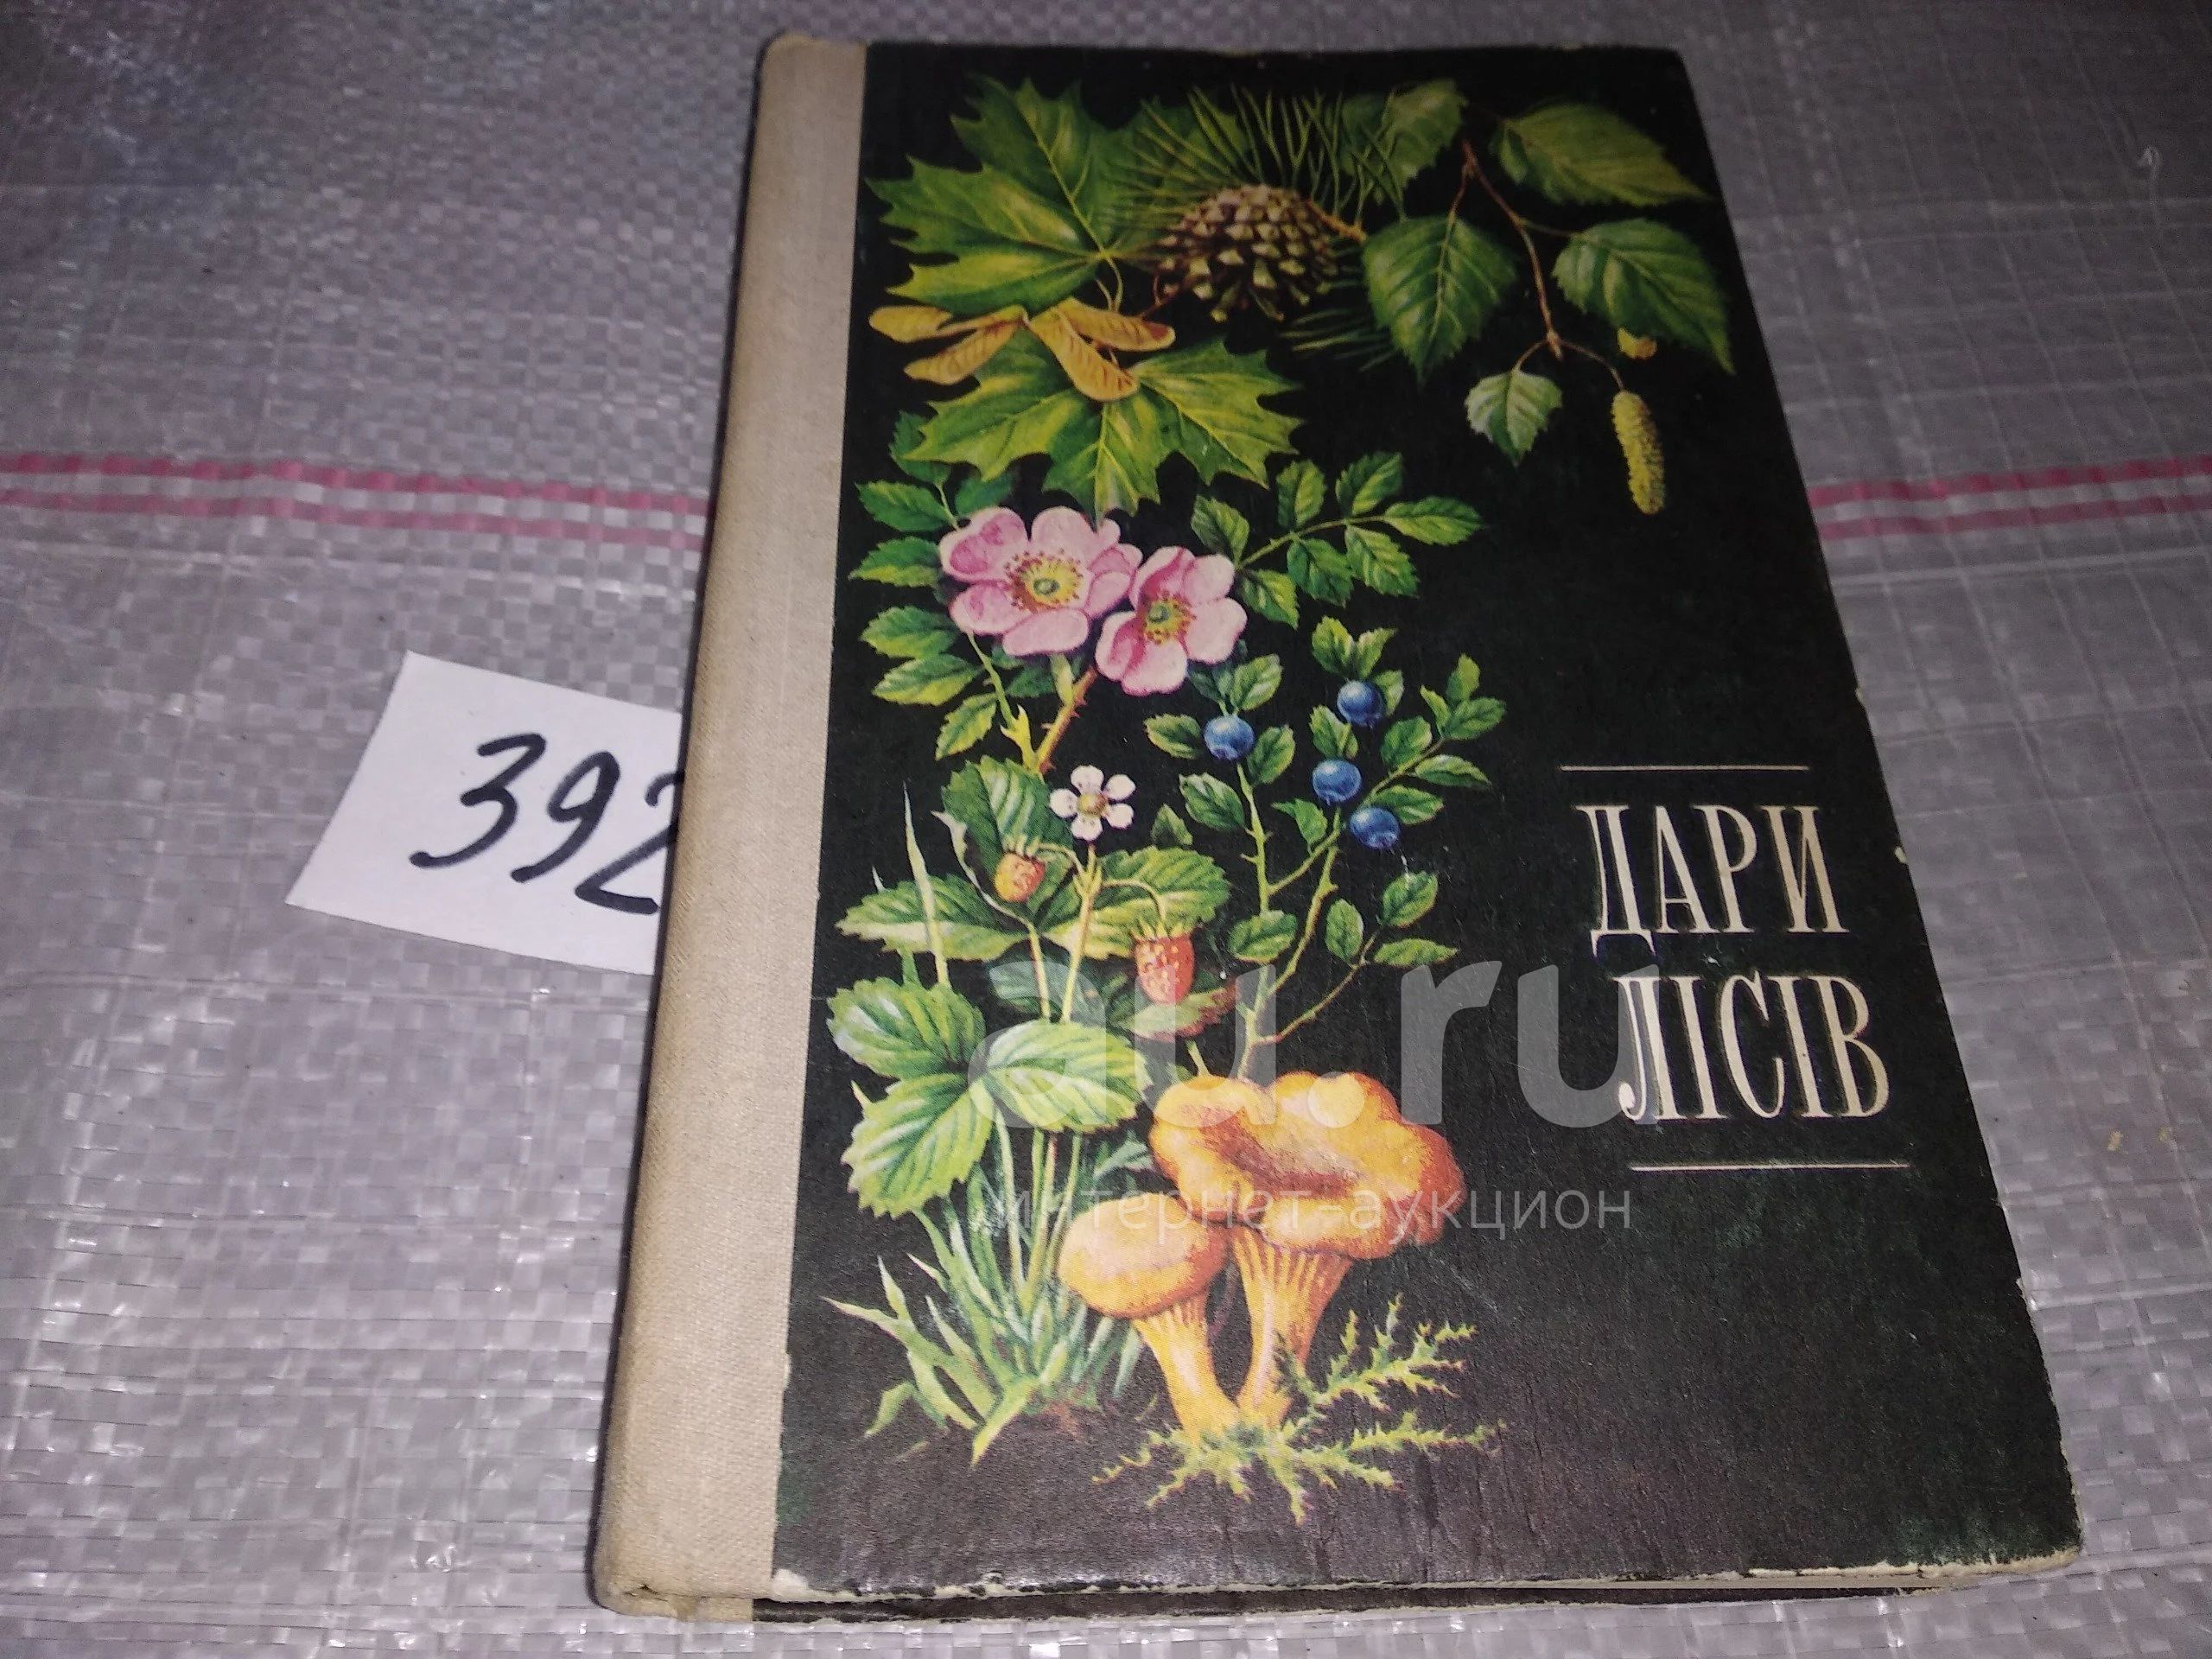 392
ДАРИ
ЛІСІВ
au.ru
интернет-аукцион